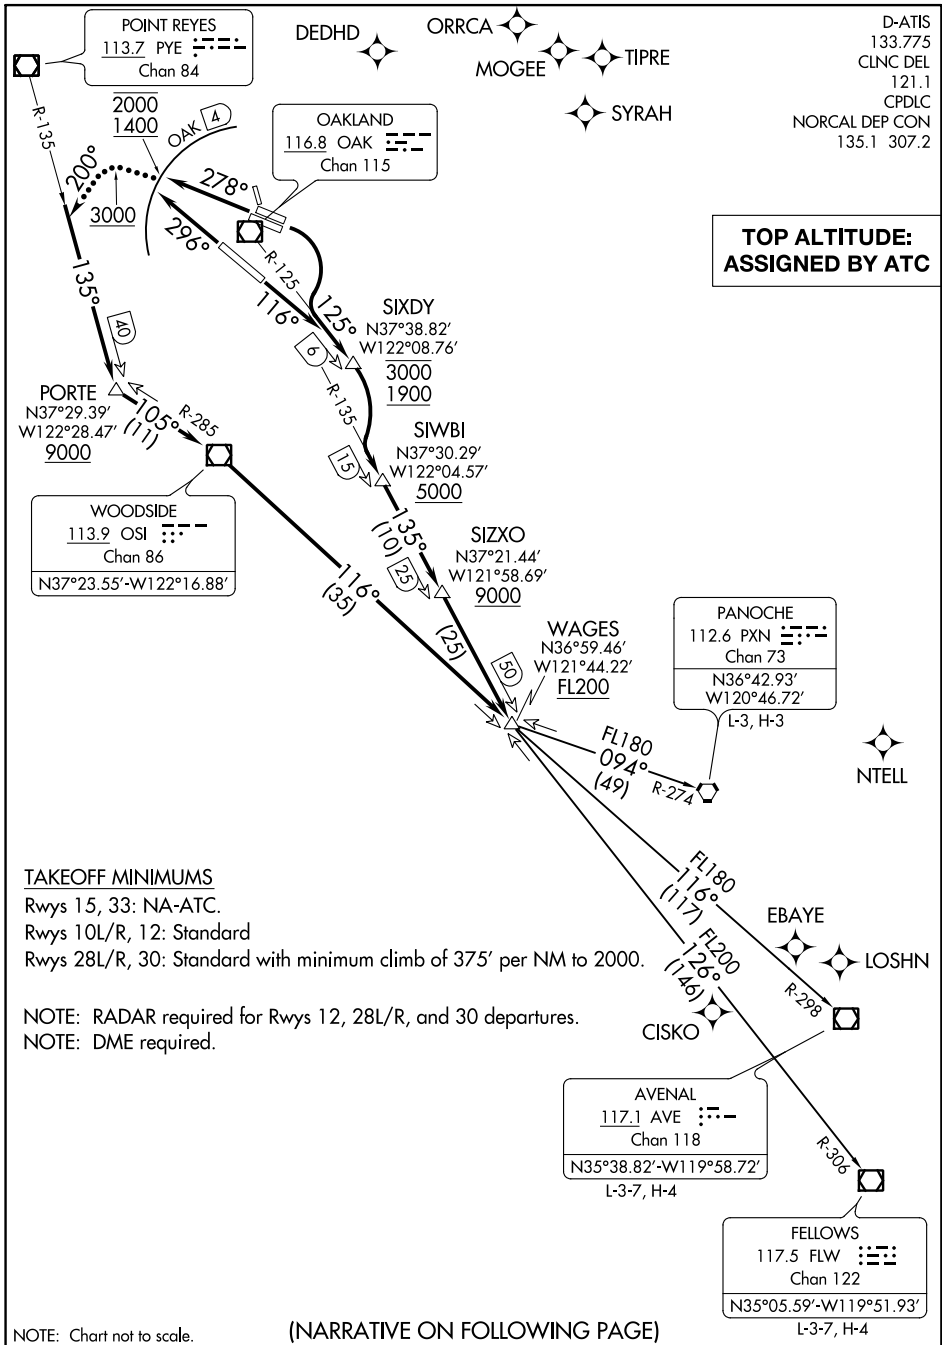 POINT REYES
113.7 PYE
Chan 84
2000
1400
OAK 4
R-135
200°
3000
135°
40
PORTE
N37°29.39'
W122°28.47'
9000
105°
(11)
R-285
WOODSIDE
113.9 OSI
Chan 86
N37°23.55'-W122°16.88'
116°
(35)
DEDHD
ORRCA
MOGEE
TIPRE
SYRAH
OAKLAND
116.8 OAK
Chan 115
278°
296°
116°
R-125
125°
6
SIXDY
N37°38.82'
W122°08.76'
3000
1900
R-135
15
SIWBI
N37°30.29'
W122°04.57'
5000
135°
(10)
25
SIZXO
N37°21.44'
W121°58.69'
9000
(25)
50
WAGES
N36°59.46'
W121°44.22'
FL200
D-ATIS
133.775
CLNC DEL
121.1
CPDLC
NORCAL DEP CON
135.1 307.2
TOP ALTITUDE:
ASSIGNED BY ATC
PANOCHE
112.6 PXN
Chan 73
N36°42.93'
W120°46.72'
L-3, H-3
FL180
094°
(49)
R-274
NTELL
FL180
116°
(117)
R-298
EBAYE
LOSHN
FL200
126°
(146)
R-306
CISKO
AVENAL
117.1 AVE
Chan 118
N35°38.82'-W119°58.72'
L-3-7, H-4
FELLOWS
117.5 FLW
Chan 122
N35°05.59'-W119°51.93'
L-3-7, H-4
TAKEOFF MINIMUMS
Rwys 15, 33: NA-ATC.
Rwys 10L/R, 12: Standard
Rwys 28L/R, 30: Standard with minimum climb of 375' per NM to 2000.
NOTE: RADAR required for Rwys 12, 28L/R, and 30 departures.
NOTE: DME required.
NOTE: Chart not to scale.
(NARRATIVE ON FOLLOWING PAGE)